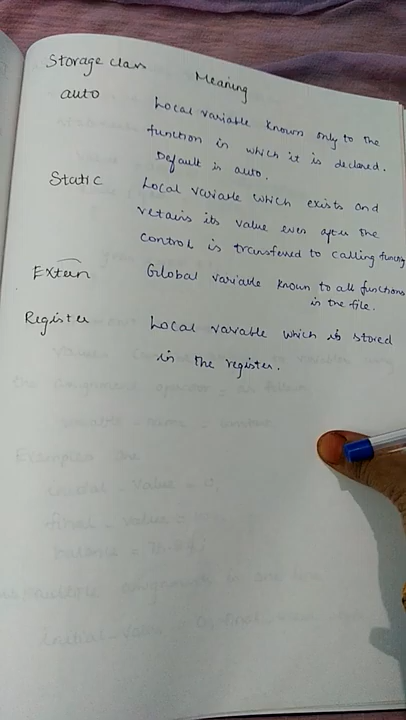 Storage class Meaning
auto Local variable known only to the
function in which it is declared.
Default is auto.
Static Local variable which exists and
retains its value even after the
control is transferred to calling function
Extern Global variable known to all functions
in the file.
Register Local varable which is stored
in the register.